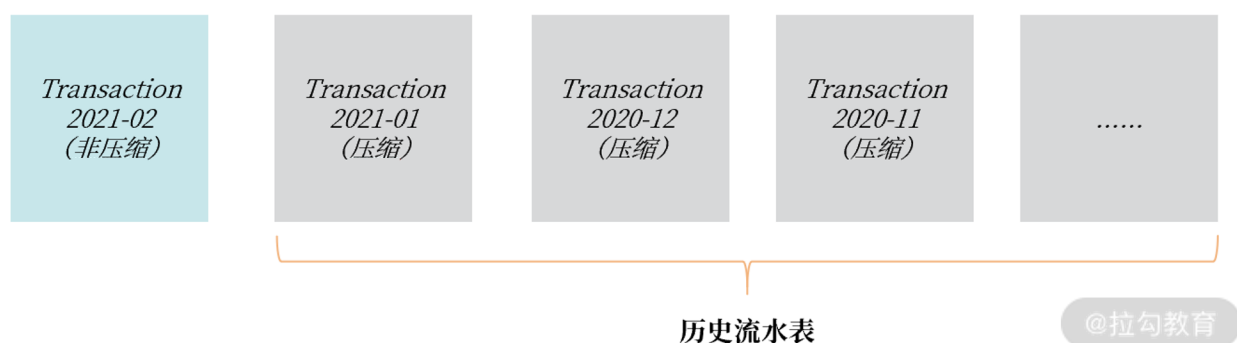 Transaction
2021-02
(非压缩)
Transaction
2021-01
(压缩)
Transaction
2020-12
(压缩)
Transaction
2020-11
(压缩)
……
历史流水表
@拉勾教育